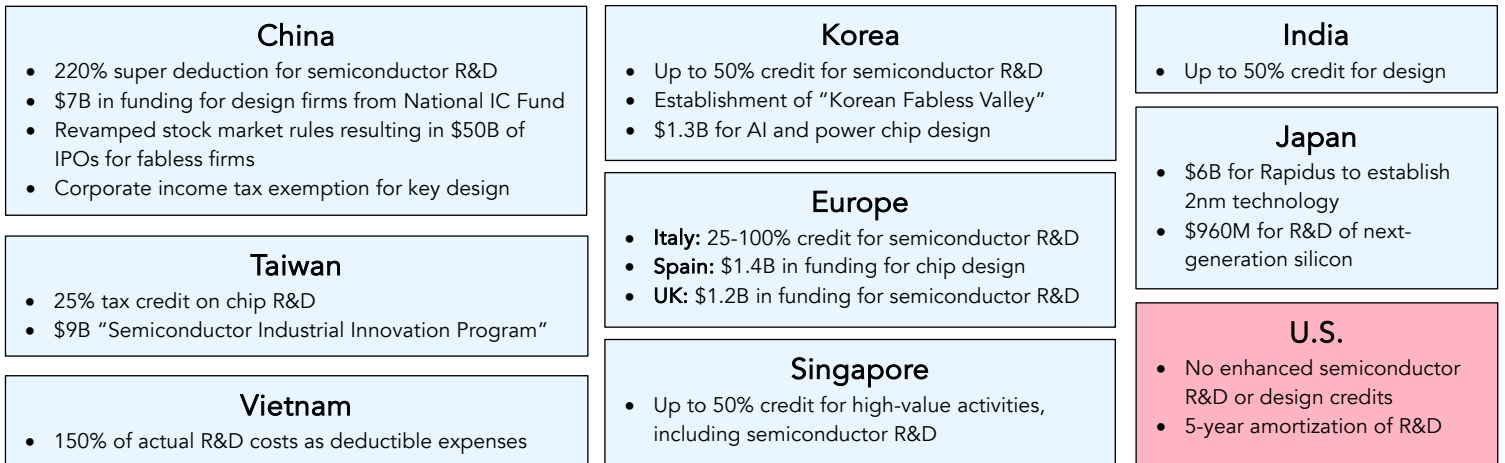 China
• 220% super deduction for semiconductor R&D
• $7B in funding for design firms from National IC Fund
• Revamped stock market rules resulting in $50B of
IPOs for fabless firms
• Corporate income tax exemption for key design
Taiwan
• 25% tax credit on chip R&D
• $9B “Semiconductor Industrial Innovation Program”
Vietnam
• 150% of actual R&D costs as deductible expenses
Korea
• Up to 50% credit for semiconductor R&D
• Establishment of “Korean Fabless Valley”
• $1.3B for AI and power chip design
Europe
• Italy: 25-100% credit for semiconductor R&D
• Spain: $1.4B in funding for chip design
• UK: $1.2B in funding for semiconductor R&D
Singapore
• Up to 50% credit for high-value activities,
including semiconductor R&D
India
• Up to 50% credit for design
Japan
• $6B for Rapidus to establish
2nm technology
• $960M for R&D of next-
generation silicon
U.S.
• No enhanced semiconductor
R&D or design credits
• 5-year amortization of R&D